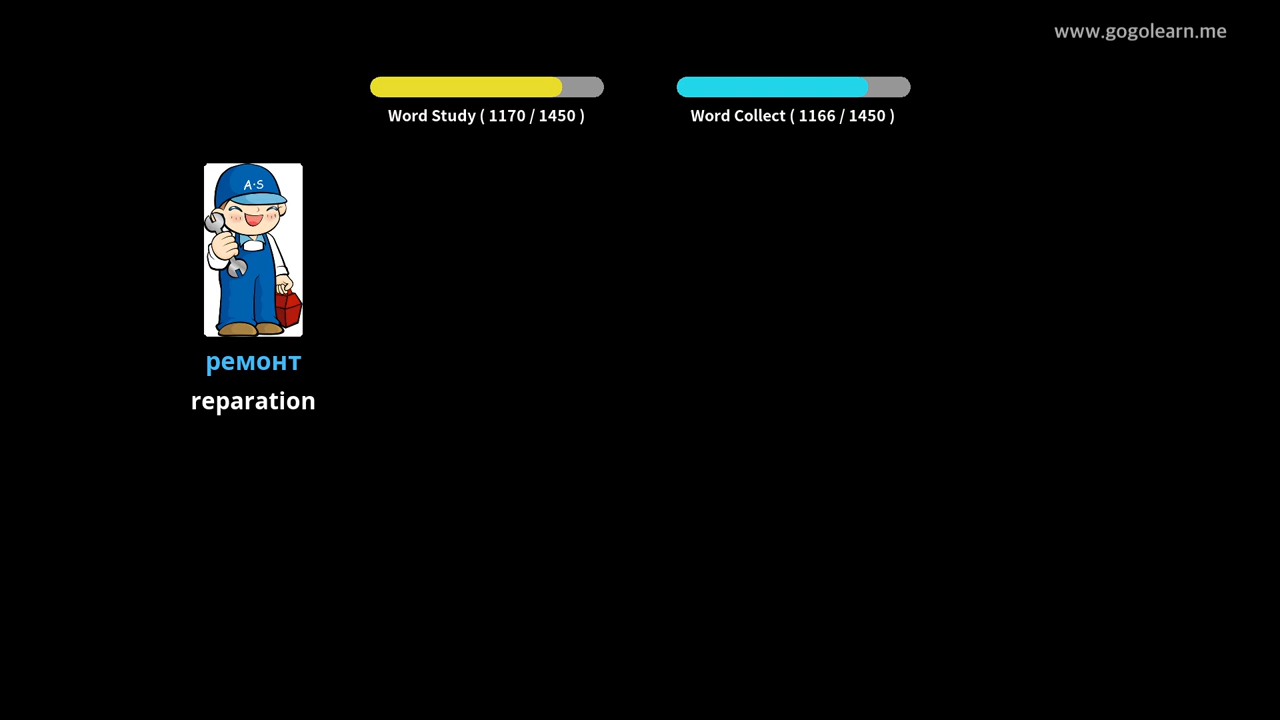 www.gogolearn.me
Word Study ( 1170 / 1450 )
Word Collect ( 1166 / 1450 )
A·S
ремонт
reparation